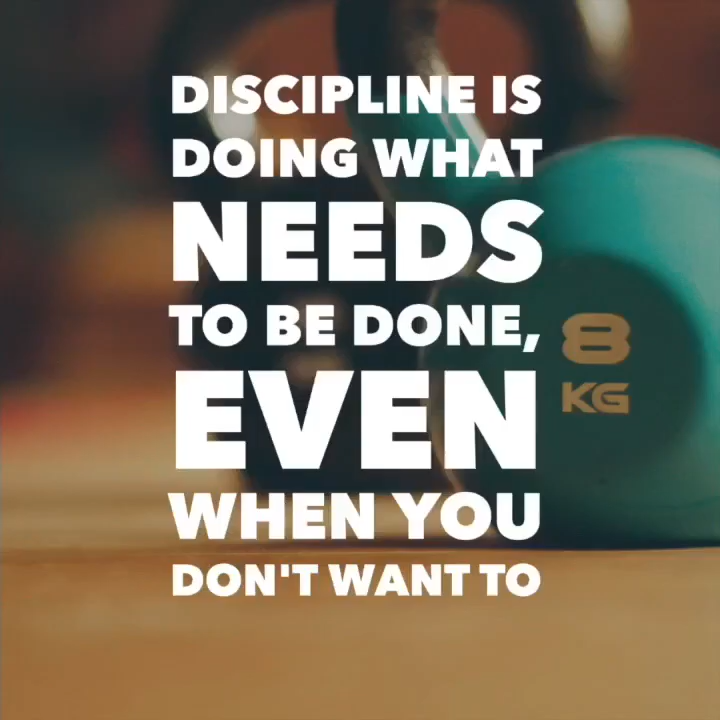 DISCIPLINE IS
DOING WHAT
NEEDS
TO BE DONE,
EVEN
WHEN YOU
DON'T WANT TO
8
KG